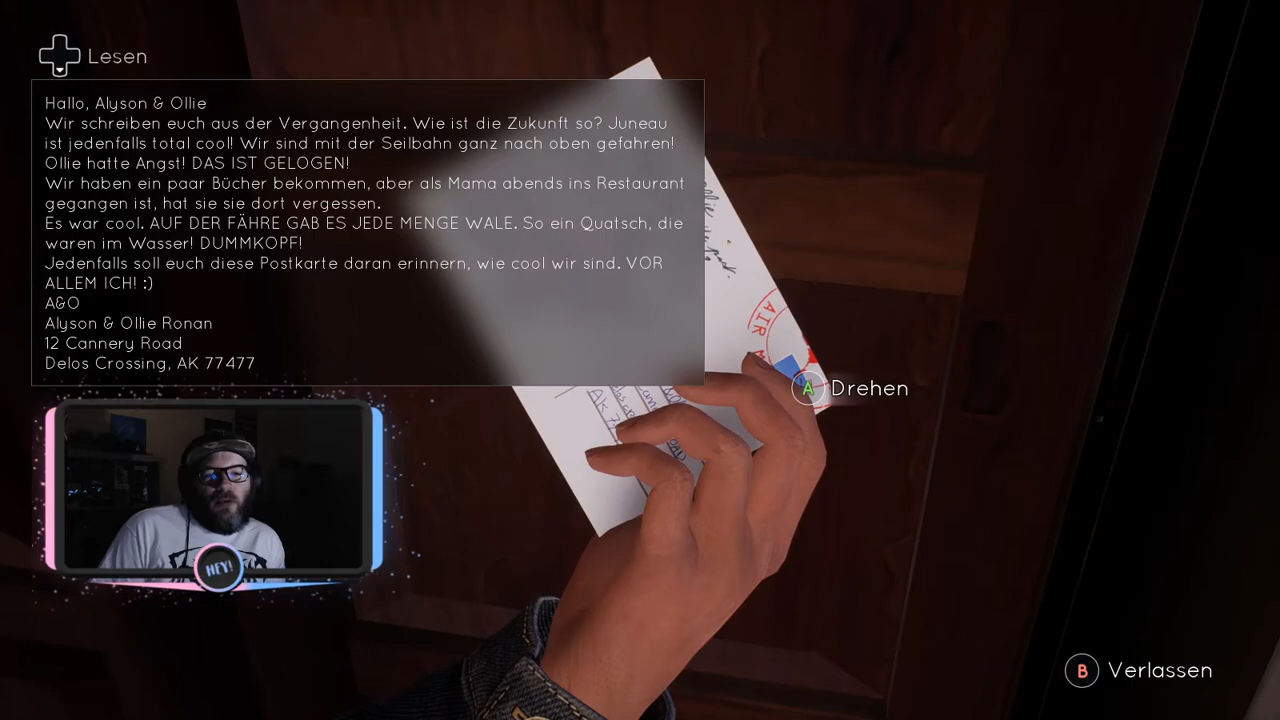 Lesen
Hallo, Alyson & Ollie
Wir schreiben euch aus der Vergangenheit. Wie ist die Zukunft so? Juneau
ist jedenfalls total cool! Wir sind mit der Seilbahn ganz nach oben gefahren!
Ollie hatte Angst! DAS IST GELOGEN!
Wir haben ein paar Bücher bekommen, aber als Mama abends ins Restaurant
gegangen ist, hat sie sie dort vergessen.
Es war cool. AUF DER FÄHRE GAB ES JEDE MENGE WALE. So ein Quatsch, die
waren im Wasser! DUMMKOPF!
Jedenfalls soll euch diese Postkarte daran erinnern, wie cool wir sind. VOR
ALLEM ICH! :)
A&O
Alyson & Ollie Ronan
12 Cannery Road
Delos Crossing, AK 77477
AIR
A Drehen
HEY!
B Verlassen